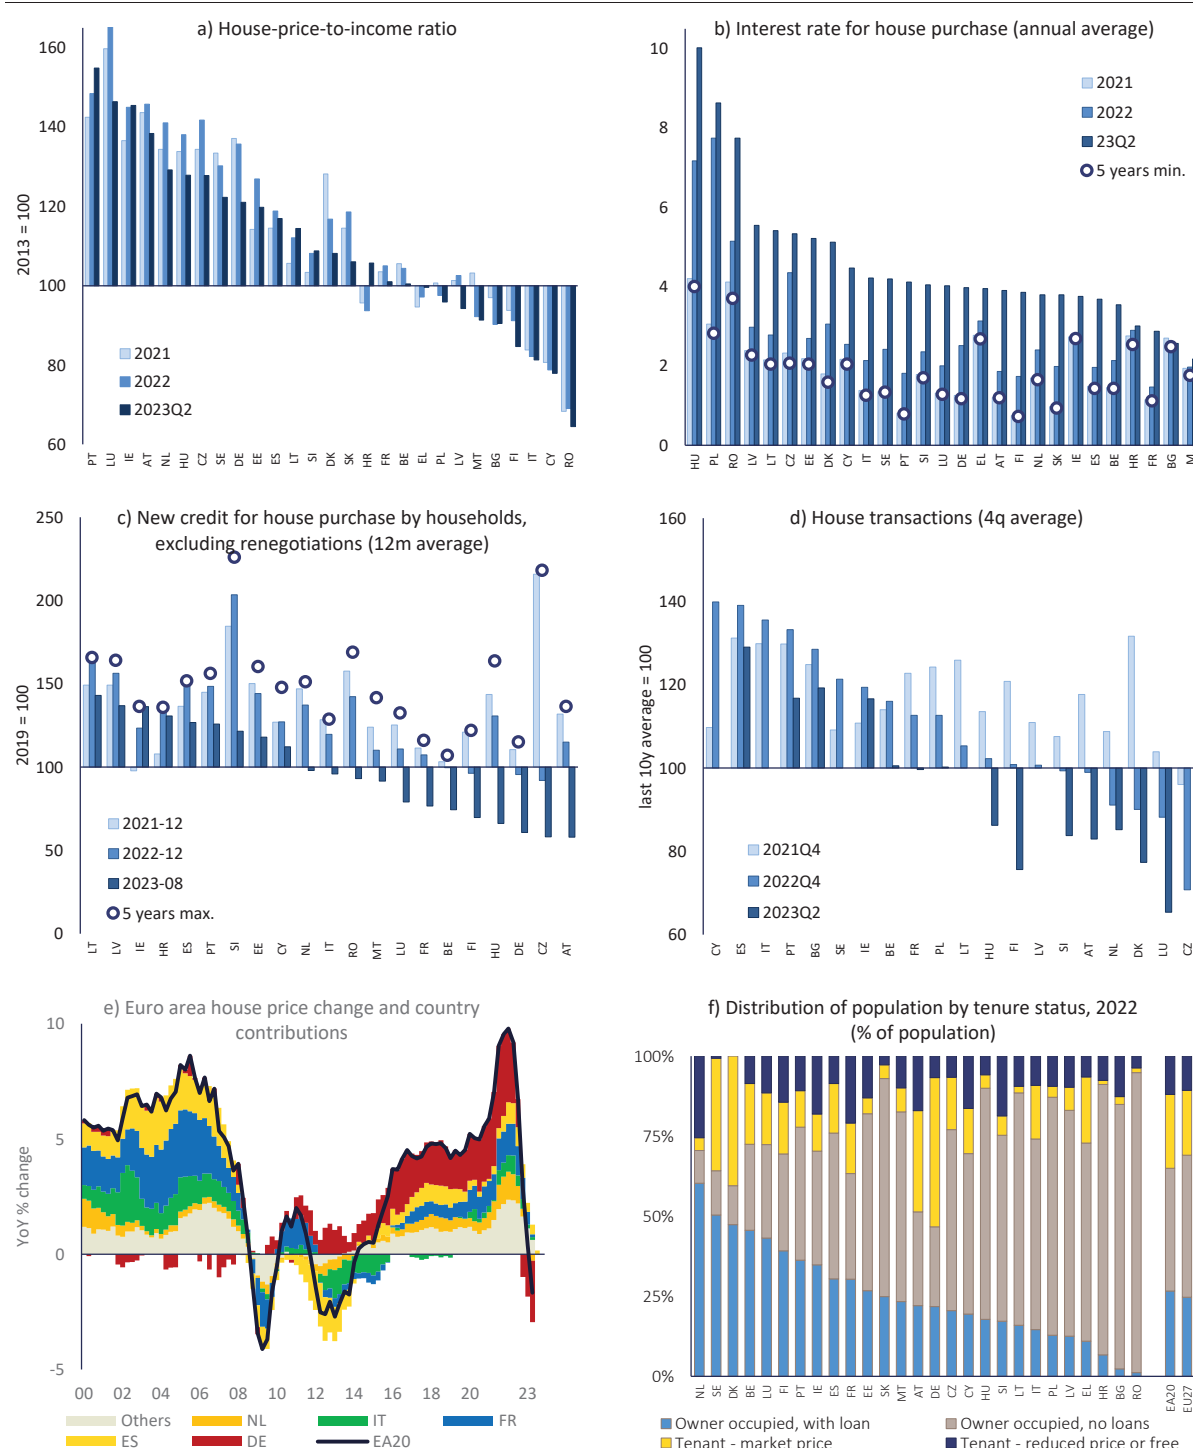 a) House-price-to-income ratio
160
140
120
100
80
60
2013 = 100
2021
2022
2023Q2
PT LU IE AT NL HU CZ SE DE EE ES LT SI DK SK HR FR BE EL PL LV MT BG FI IT CY RO
b) Interest rate for house purchase (annual average)
10
8
6
4
2
0
2021
2022
23Q2
5 years min.
HU PL RO LV LT CZ EE DK CY IT SE PT SI LU DE EL AT FI NL SK IE ES BE HR FR BG M
c) New credit for house purchase by households,
excluding renegotiations (12m average)
250
200
150
100
50
0
2019 = 100
2021-12
2022-12
2023-08
5 years max.
LT LV IE HR ES PT SI EE CY NL IT RO MT LU FR BE FI HU DE CZ AT
d) House transactions (4q average)
160
140
120
100
80
60
last 10y average = 100
2021Q4
2022Q4
2023Q2
CY ES IT PT BG SE IE BE FR PL LT HU FI LV SI AT NL DK LU CZ
e) Euro area house price change and country
contributions
10
5
0
-5
YoY % change
00 02 04 06 08 10 12 14 16 18 20 23
Others NL IT FR
ES DE EA20
f) Distribution of population by tenure status, 2022
(% of population)
100%
75%
50%
25%
0%
NL SE DK BE LU FI PT IE ES FR EE SK MT AT DE CZ CY HU SI LT IT PL LV EL HR BG RO EA20 EU27
Owner occupied, with loan Owner occupied, no loans
Tenant - market price Tenant - reduced price or free